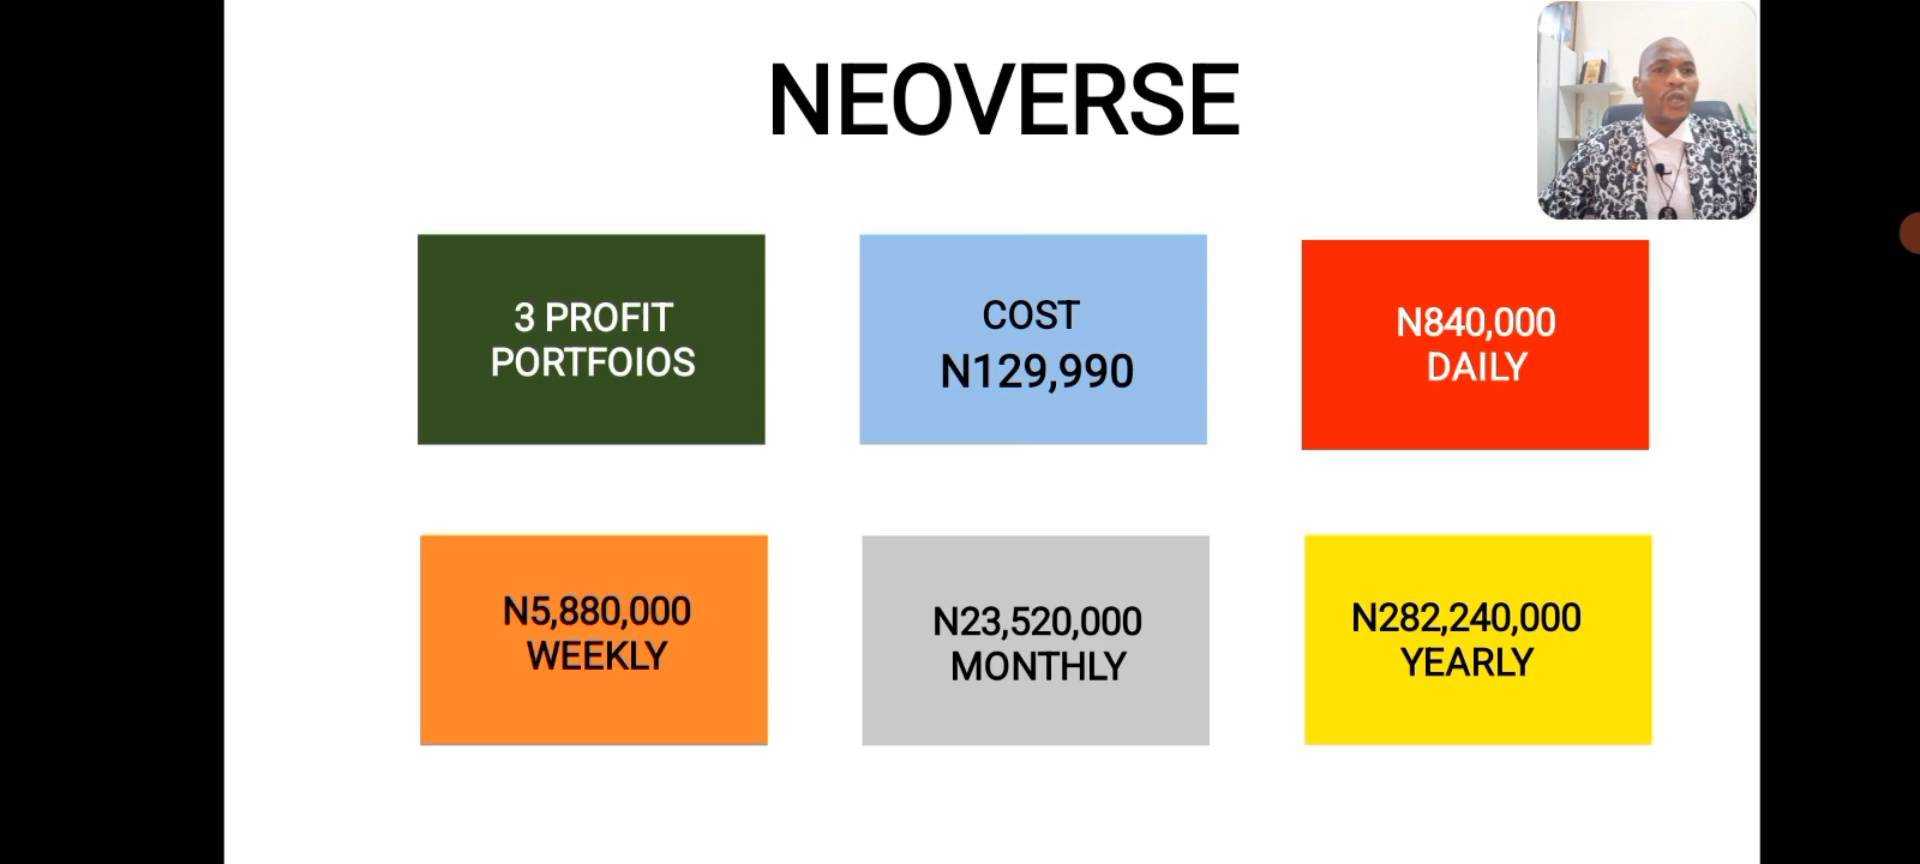 NEOVERSE
3 PROFIT
PORTFOIOS
COST
N129,990
N840,000
DAILY
N5,880,000
WEEKLY
N23,520,000
MONTHLY
N282,240,000
YEARLY